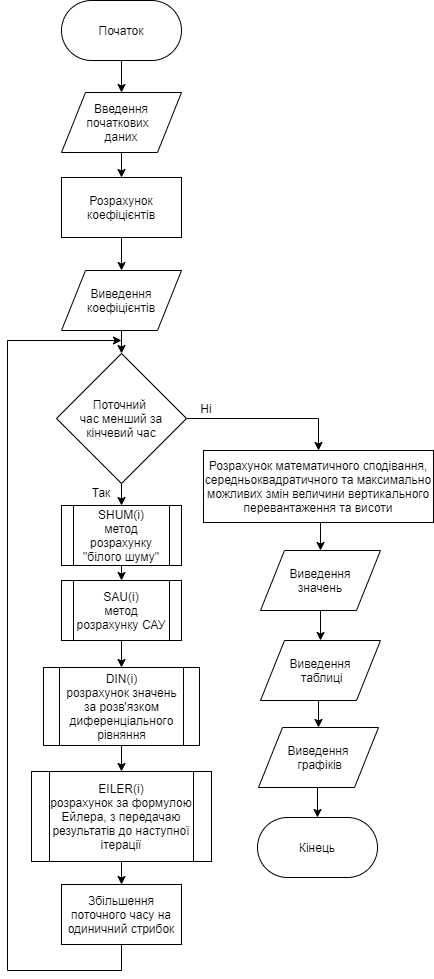 Початок
Введення
початкових
даних
Розрахунок
коефіцієнтів
Виведення
коефіцієнтів
Поточний
час менший за
кінчевий час
Ні
Так
SHUM(i)
метод
розрахунку
"білого шуму"
SAU(i)
метод
розрахунку САУ
DIN(i)
розрахунок значень
за розв'язком
диференціального
рівняння
EILER(i)
розрахунок за формулою
Ейлера, з передачаю
результатів до наступної
ітерації
Збільшення
поточного часу на
одиничний стрибок
Розрахунок математичного сподівання,
середньоквадратичного та максимально
можливих змін величини вертикального
перевантаження та висоти
Виведення
значень
Виведення
таблиці
Виведення
графіків
Кінець